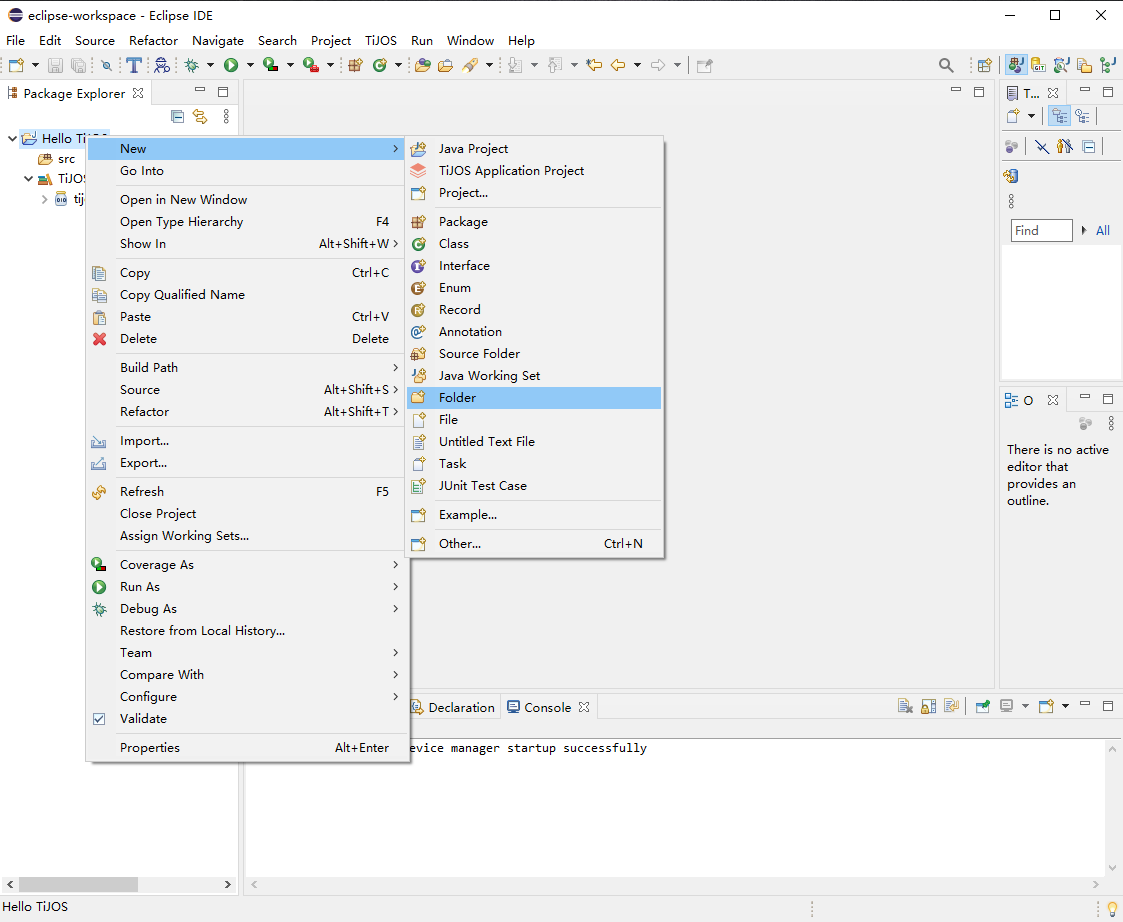 eclipse-workspace - Eclipse IDE
File Edit Source Refactor Navigate Search Project TiJOS Run Window Help
Package Explorer
Hello
src
New
Go Into
Open in New Window
Open Type Hierarchy F4
Show In Alt+Shift+W
Copy Ctrl+C
Copy Qualified Name
Paste Ctrl+V
Delete Delete
Build Path
Source Alt+Shift+S
Refactor Alt+Shift+T
Import...
Export...
Refresh F5
Close Project
Assign Working Sets...
Coverage As
Run As
Debug As
Restore from Local History...
Team
Compare With
Configure
Validate
Properties Alt+Enter
Java Project
TiJOS Application Project
Project...
Package
Class
Interface
Enum
Record
Annotation
Source Folder
Java Working Set
Folder
File
Untitled Text File
Task
JUnit Test Case
Example...
Other... Ctrl+N
T...
Find All
O
There is no active
editor that
provides an
outline.
Declaration Console
evice manager startup successfully
Hello TiJOS